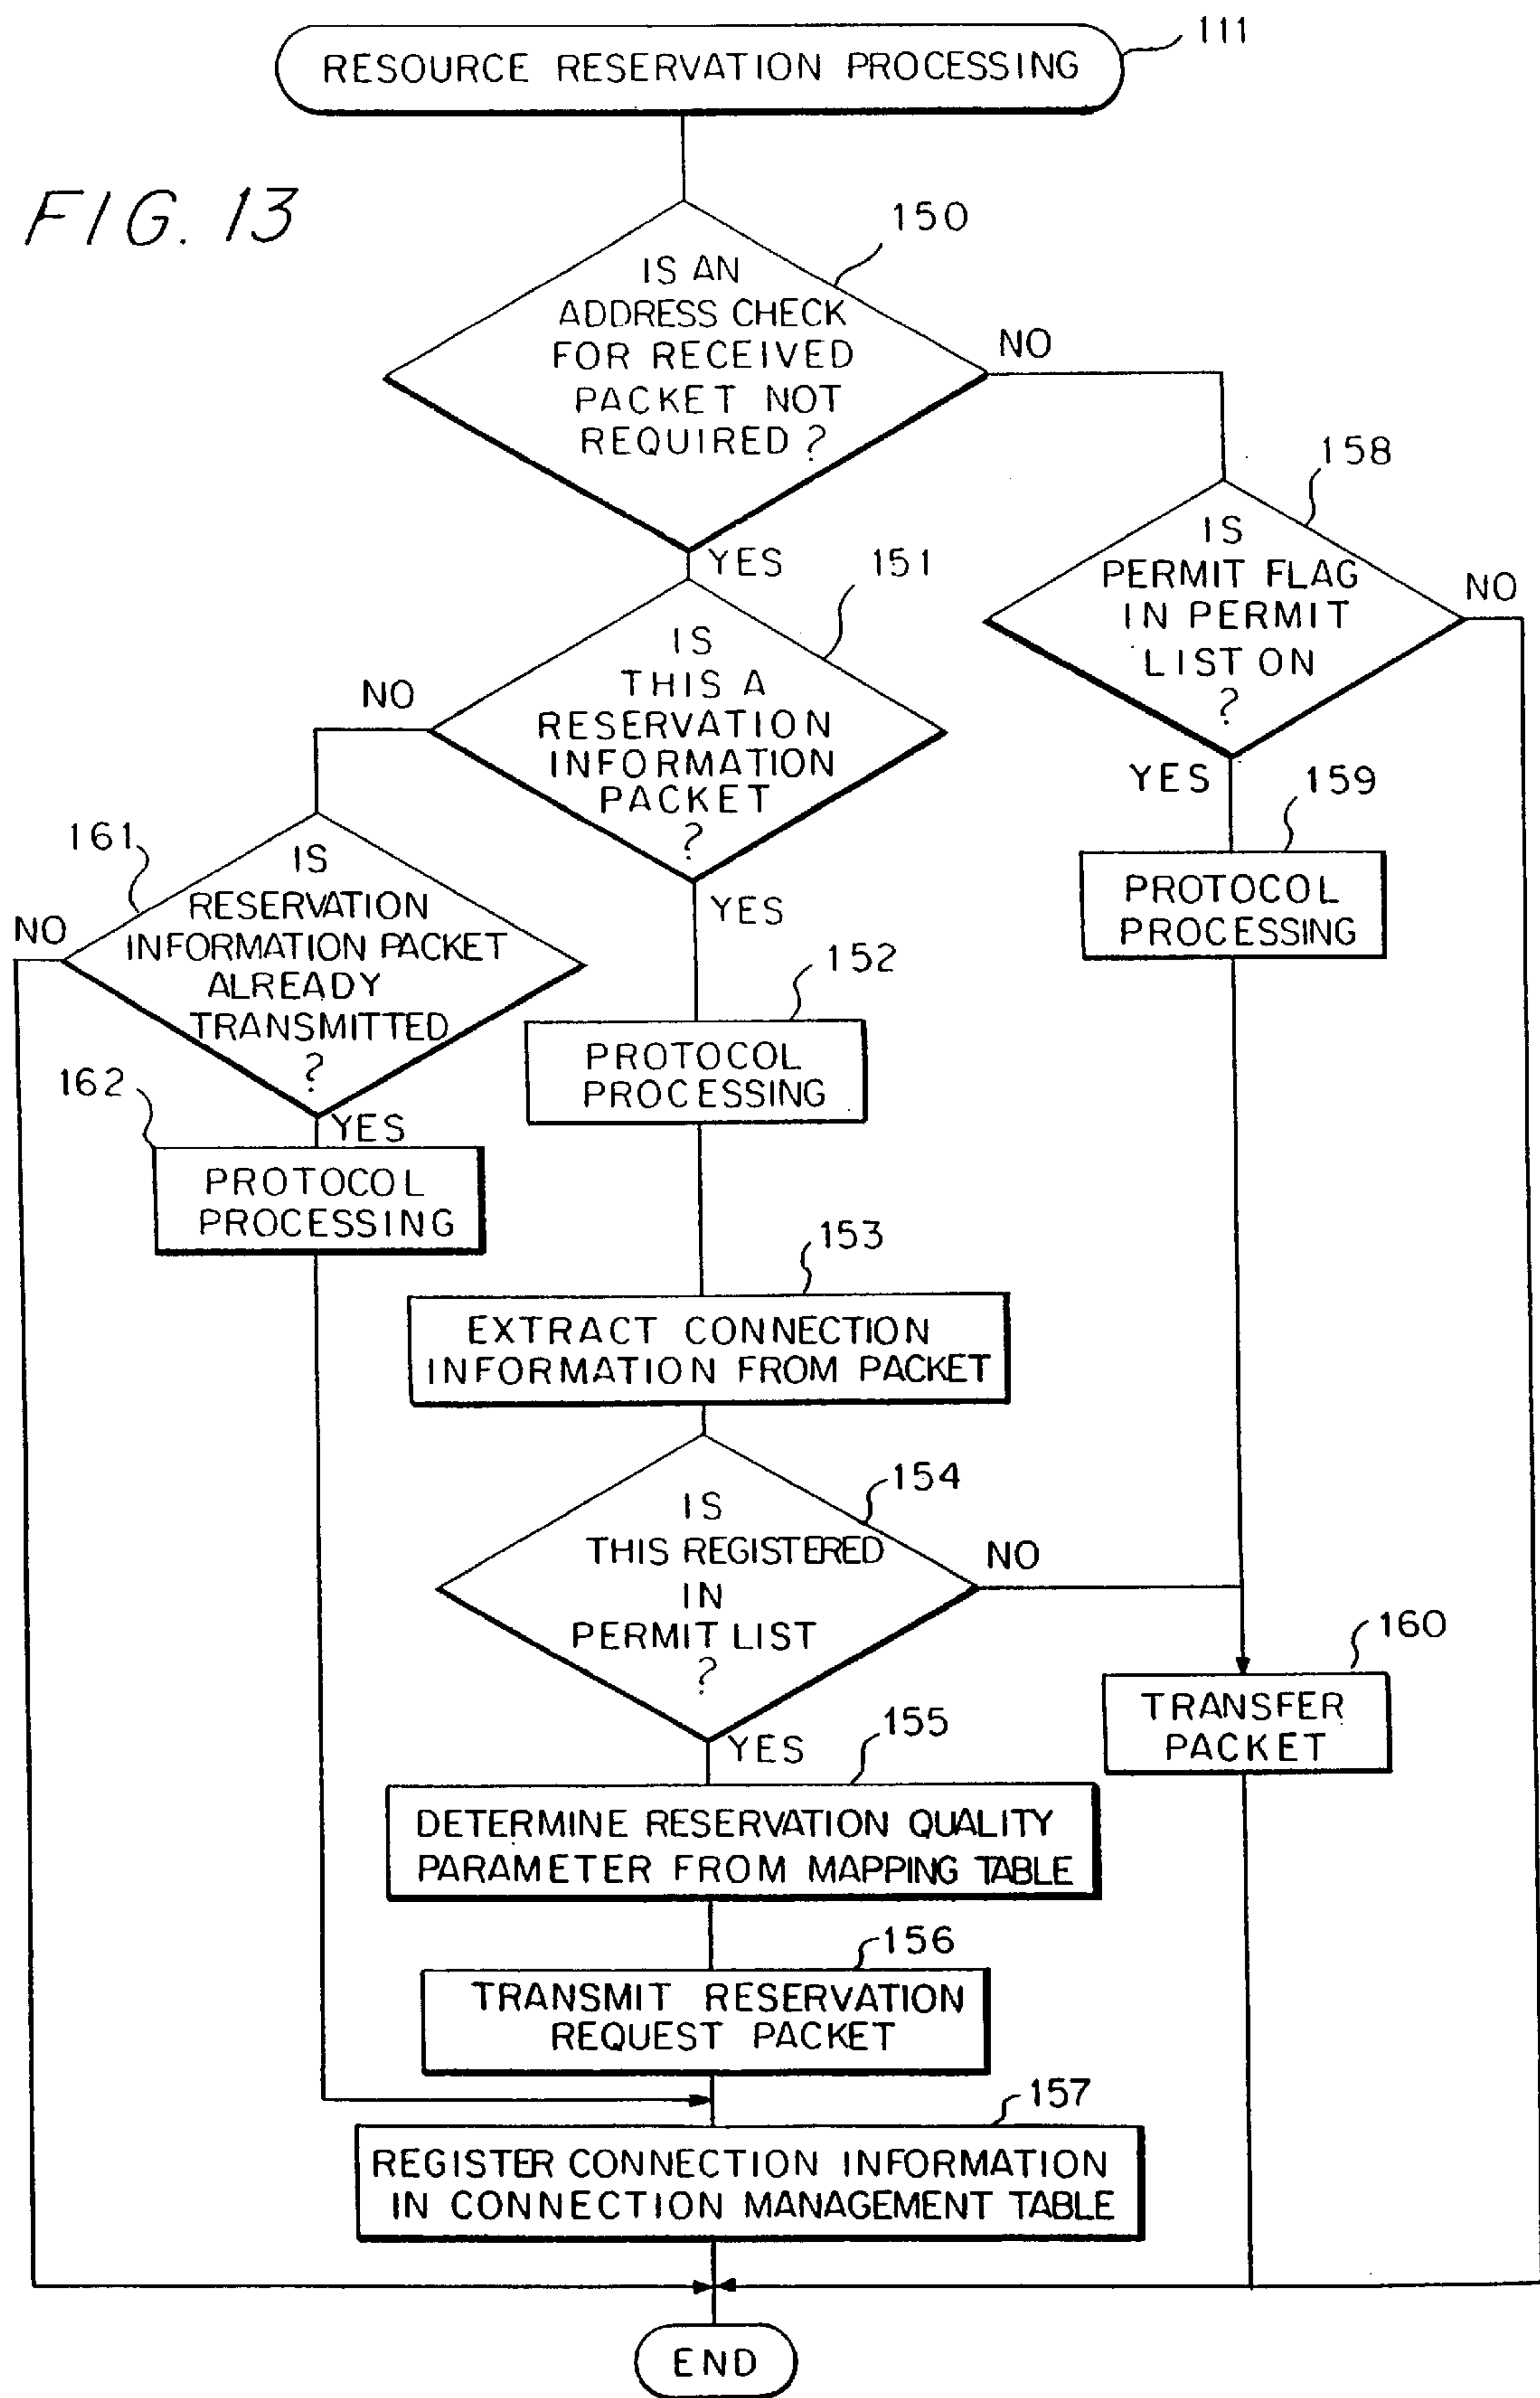 RESOURCE RESERVATION PROCESSING
111
FIG. 13
150
IS AN
ADDRESS CHECK
FOR RECEIVED
PACKET NOT
REQUIRED ?
NO
YES
158
IS
PERMIT FLAG
IN PERMIT
LIST ON
?
NO
YES
151
IS
THIS A
RESERVATION
INFORMATION
PACKET
?
NO
YES
159
PROTOCOL
PROCESSING
161
IS
RESERVATION
INFORMATION PACKET
ALREADY
TRANSMITTED
?
NO
YES
152
PROTOCOL
PROCESSING
162
PROTOCOL
PROCESSING
153
EXTRACT CONNECTION
INFORMATION FROM PACKET
154
IS
THIS REGISTERED
IN
PERMIT LIST
?
NO
YES
160
TRANSFER
PACKET
155
DETERMINE RESERVATION QUALITY
PARAMETER FROM MAPPING TABLE
156
TRANSMIT RESERVATION
REQUEST PACKET
157
REGISTER CONNECTION INFORMATION
IN CONNECTION MANAGEMENT TABLE
END